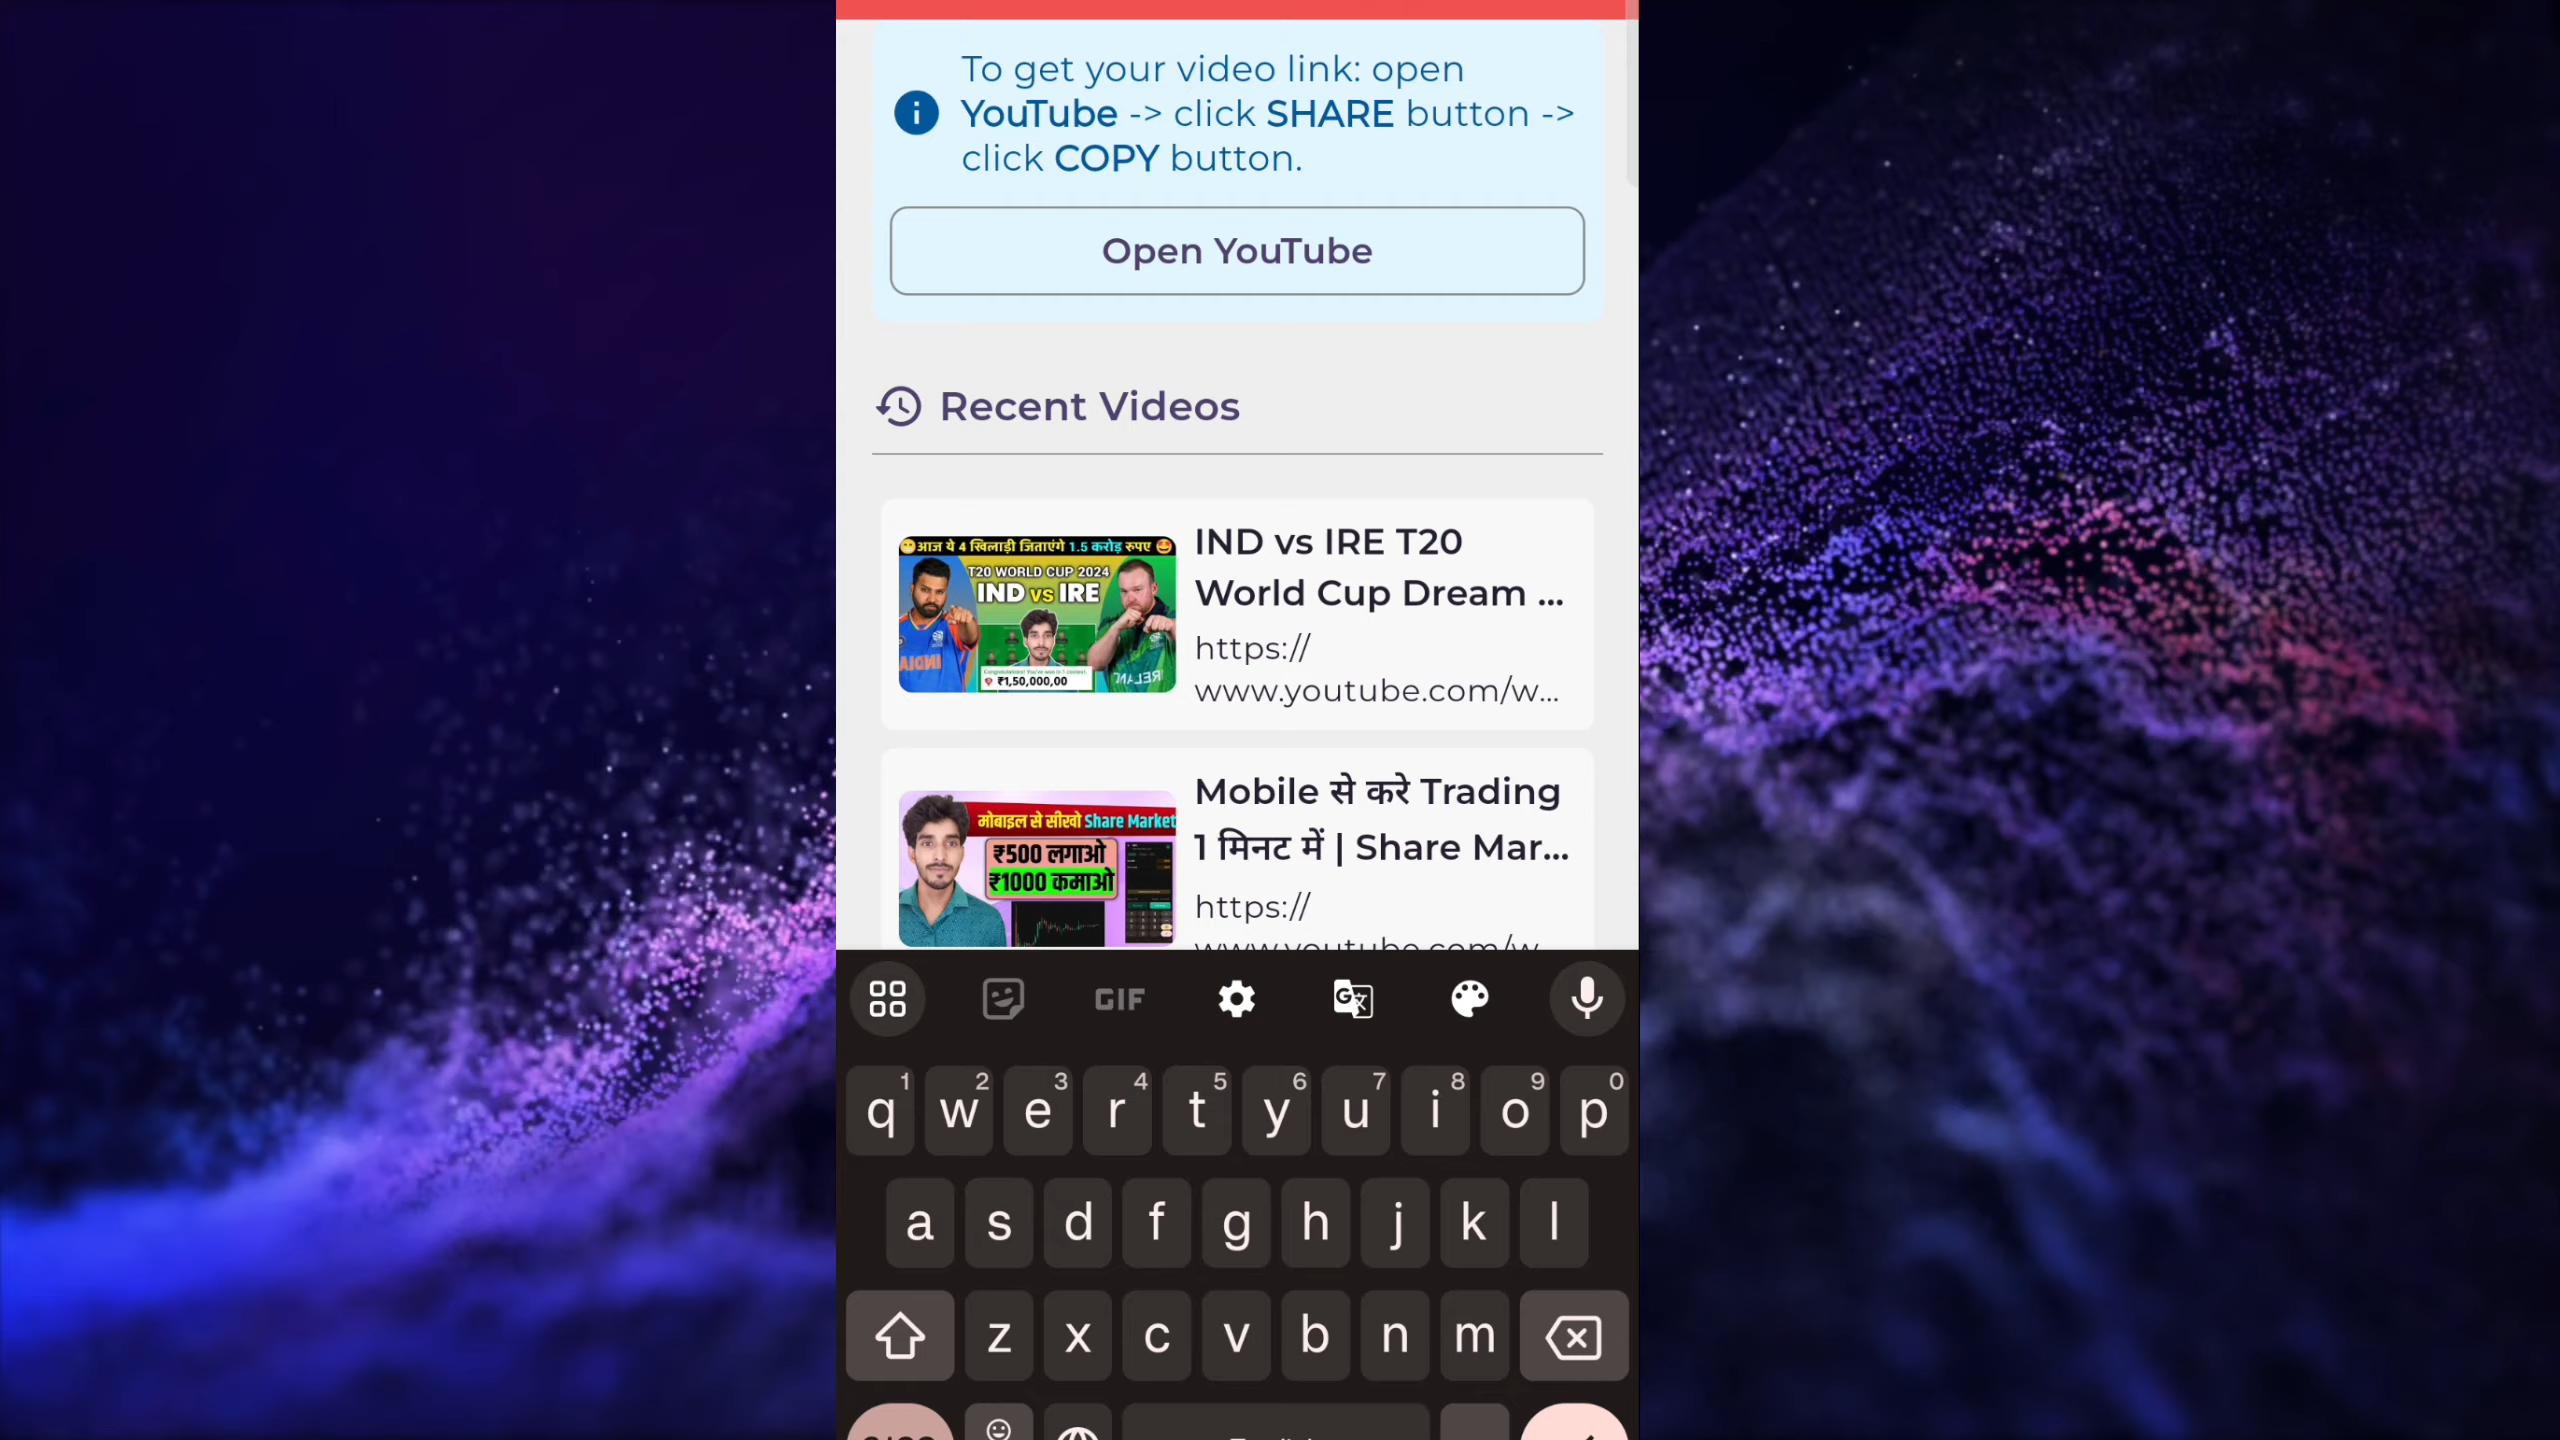 To get your video link: open
YouTube -> click SHARE button ->
click COPY button.
Open YouTube
Recent Videos
आज ये 4 खिलाड़ी जिताएंगे 1.5 करोड़ रुपए
T20 WORLD CUP 2024
IND vs IRE
INDIA
₹1,50,000,00
IND vs IRE T20
World Cup Dream ...
https://
www.youtube.com/w...
मोबाइल से सीखो Share Market
₹500 लगाओ
₹1000 कमाओ
Mobile से करे Trading
1 मिनट में | Share Mar...
https://
www.youtube.com/w...
GIF
1 2 3 4 5 6 7 8 9 0
q w e r t y u i o p
a s d f g h j k l
z x c v b n m